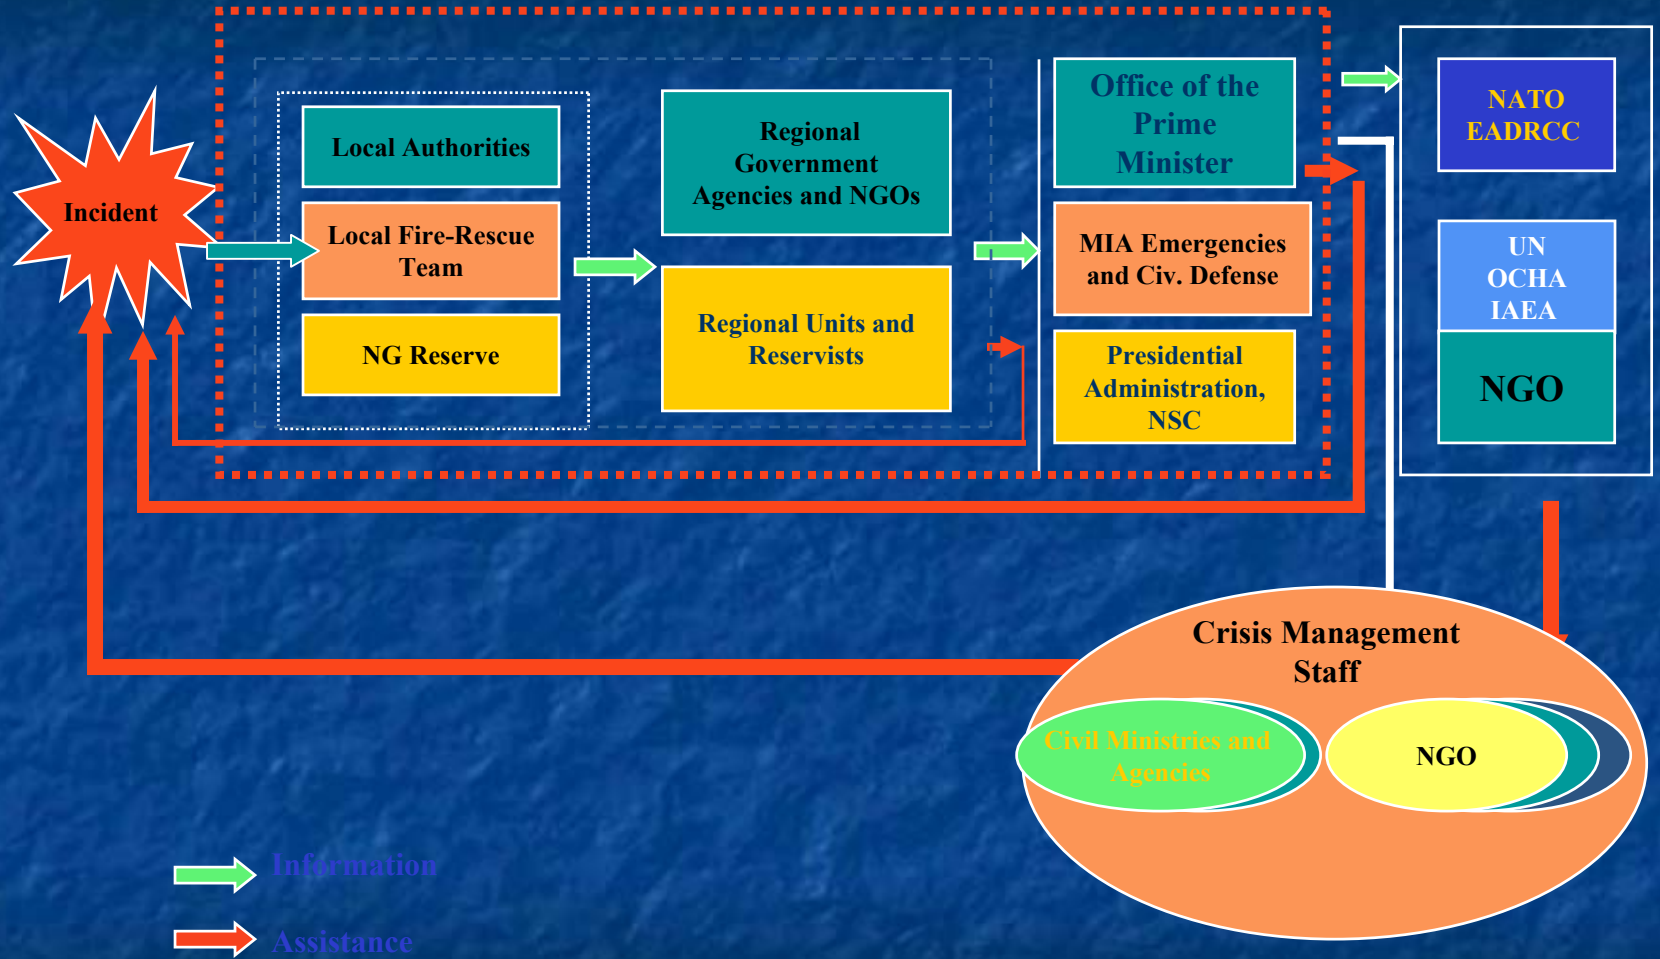 Incident
Local Authorities
Local Fire-Rescue
Team
NG Reserve
Regional
Government
Agencies and NGOs
Regional Units and
Reservists
Office of the
Prime
Minister
MIA Emergencies
and Civ. Defense
Presidential
Administration,
NSC
NATO
EADRCC
UN
OCHA
IAEA
NGO
Crisis Management
Staff
Civil Ministries and
Agencies
NGO
Information
Assistance